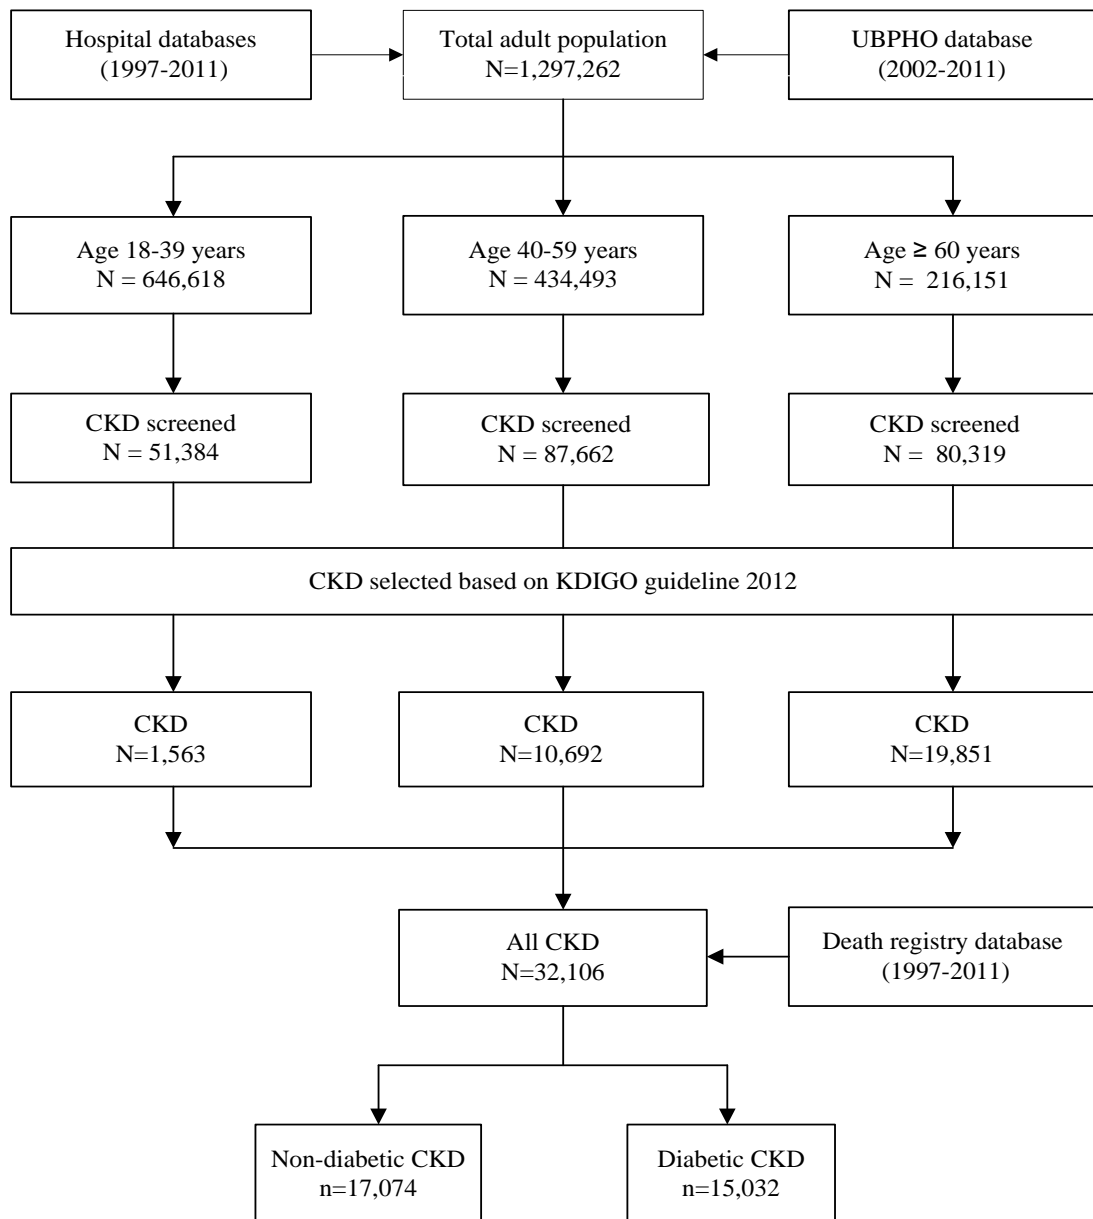 Hospital databases
(1997-2011)
Total adult population
N=1,297,262
UBPHO database
(2002-2011)
Age 18-39 years
N = 646,618
Age 40-59 years
N = 434,493
Age ≥ 60 years
N = 216,151
CKD screened
N = 51,384
CKD screened
N = 87,662
CKD screened
N = 80,319
CKD selected based on KDIGO guideline 2012
CKD
N=1,563
CKD
N=10,692
CKD
N=19,851
All CKD
N=32,106
Death registry database
(1997-2011)
Non-diabetic CKD
n=17,074
Diabetic CKD
n=15,032